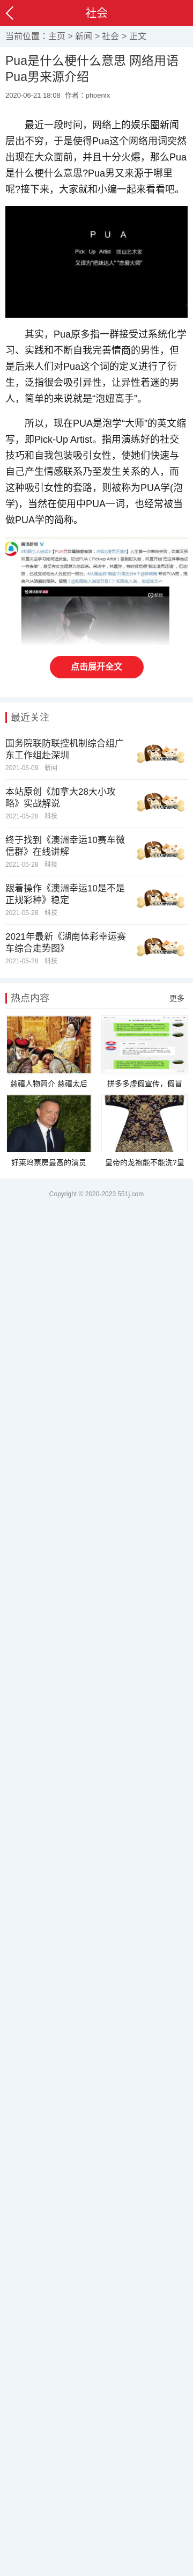 社会
当前位置：主页 > 新闻 > 社会 > 正文
Pua是什么梗什么意思 网络用语
Pua男来源介绍
2020-06-21 18:08 作者：phoenix
最近一段时间，网络上的娱乐圈新闻
层出不穷，于是使得Pua这个网络用词突然
出现在大众面前，并且十分火爆，那么Pua
是什么梗什么意思?Pua男又来源于哪里
呢?接下来，大家就和小编一起来看看吧。
P U A
Pick Up Artist 搭讪艺术家
又得为"把妹达人" "恋爱大师"
其实，Pua原多指一群接受过系统化学
习、实践和不断自我完善情商的男性，但
是后来人们对Pua这个词的定义进行了衍
生，泛指很会吸引异性，让异性着迷的男
人，简单的来说就是“泡妞高手”。
所以，现在PUA是泡学“大师”的英文缩
写，即Pick-Up Artist。指用演练好的社交
技巧和自我包装吸引女性，使她们快速与
自己产生情感联系乃至发生关系的人，而
这种吸引女性的套路，则被称为PUA学(泡
学)，当然在使用中PUA一词，也经常被当
做PUA学的简称。
腾讯新闻
点击展开全文
最近关注
国务院联防联控机制综合组广
东工作组赴深圳
2021-06-09 新闻
本站原创《加拿大28大小攻
略》实战解说
2021-05-28 科技
终于找到《澳洲幸运10赛车微
信群》在线讲解
2021-05-28 科技
跟着操作《澳洲幸运10是不是
正规彩种》稳定
2021-05-28 科技
2021年最新《湖南体彩幸运赛
车综合走势图》
2021-05-28 科技
热点内容 更多
慈禧人物简介 慈禧太后
拼多多虚假宣传，假冒
好莱坞票房最高的演员
皇帝的龙袍能不能洗?皇
Copyright © 2020-2023 551j.com